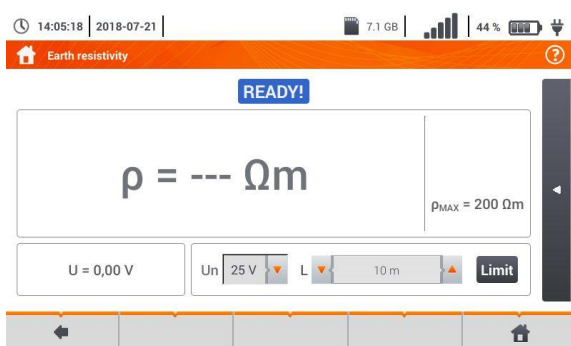 14:05:18 2018-07-21 7.1 GB 44 %
Earth resistivity ?
READY!
ρ = --- Ωm
ρMAX = 200 Ωm
U = 0,00 V Un 25 V L 10 m Limit